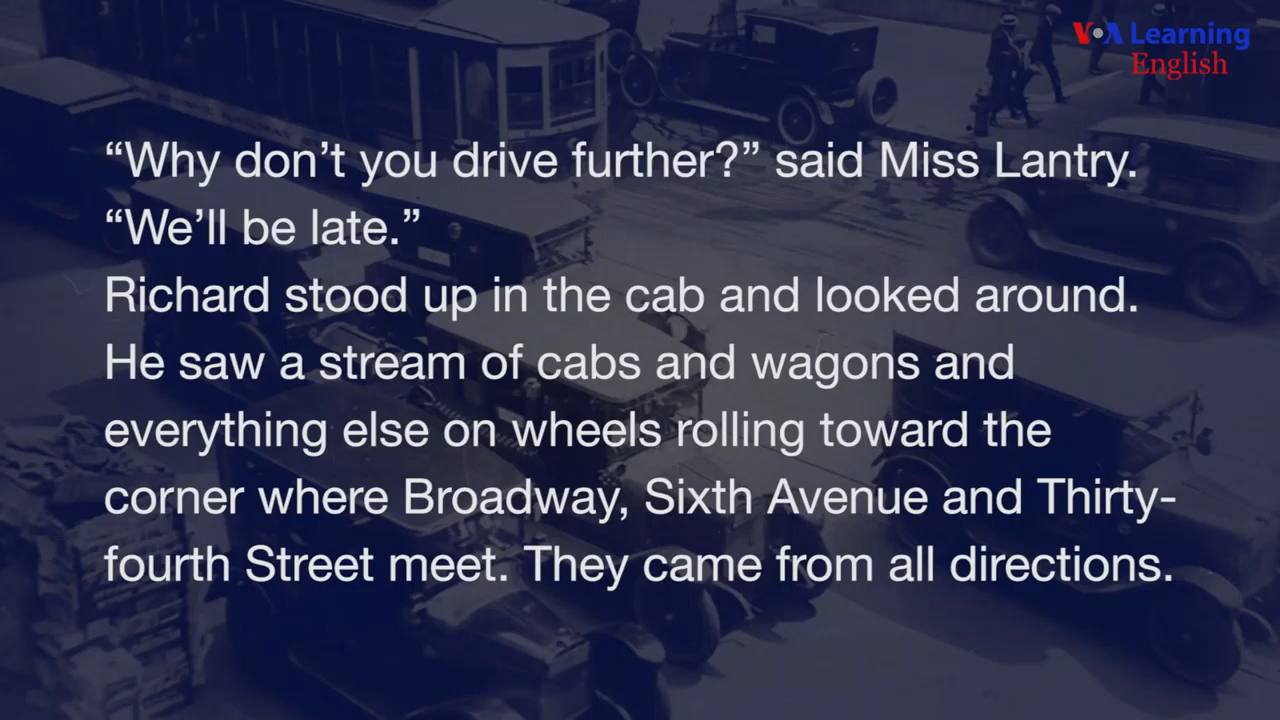 VOA Learning
English
“Why don’t you drive further?” said Miss Lantry.
“We’ll be late.”
Richard stood up in the cab and looked around.
He saw a stream of cabs and wagons and
everything else on wheels rolling toward the
corner where Broadway, Sixth Avenue and Thirty-
fourth Street meet. They came from all directions.